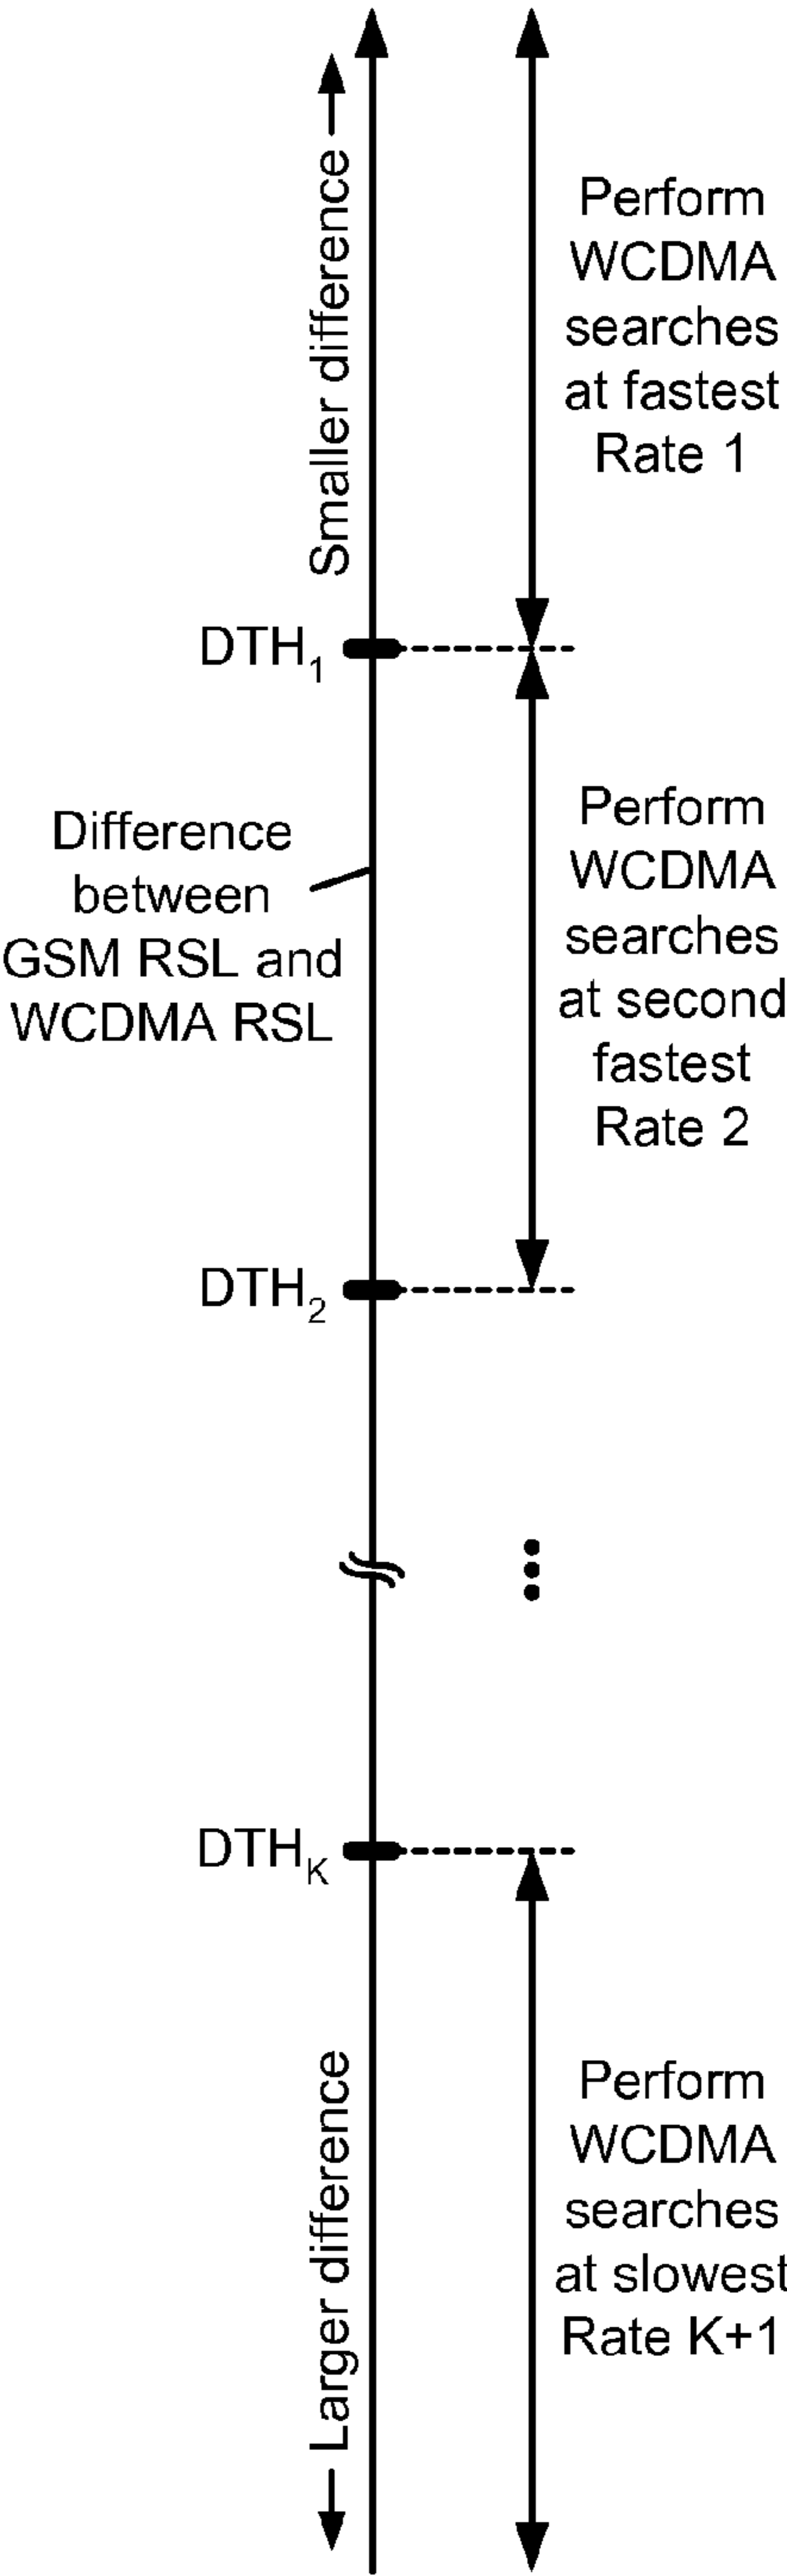 Smaller difference
Perform
WCDMA
searches
at fastest
Rate 1
DTH1
Difference
between
GSM RSL and
WCDMA RSL
Perform
WCDMA
searches
at second
fastest
Rate 2
DTH2
DTHK
Larger difference
Perform
WCDMA
searches
at slowest
Rate K+1